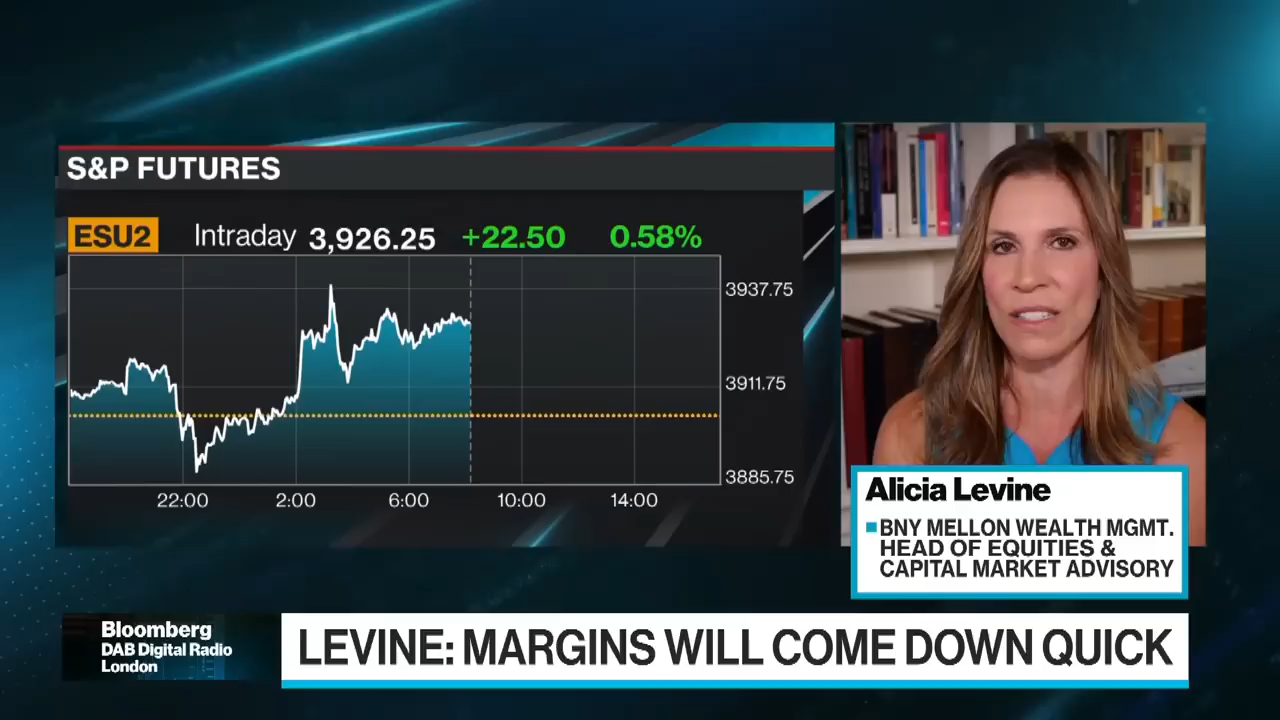 S&P FUTURES
ESU2 Intraday 3,926.25 +22.50 0.58%
3937.75
3911.75
3885.75
22:00 2:00 6:00 10:00 14:00
Alicia Levine
BNY MELLON WEALTH MGMT.
HEAD OF EQUITIES &
CAPITAL MARKET ADVISORY
Bloomberg
DAB Digital Radio
London
LEVINE: MARGINS WILL COME DOWN QUICK